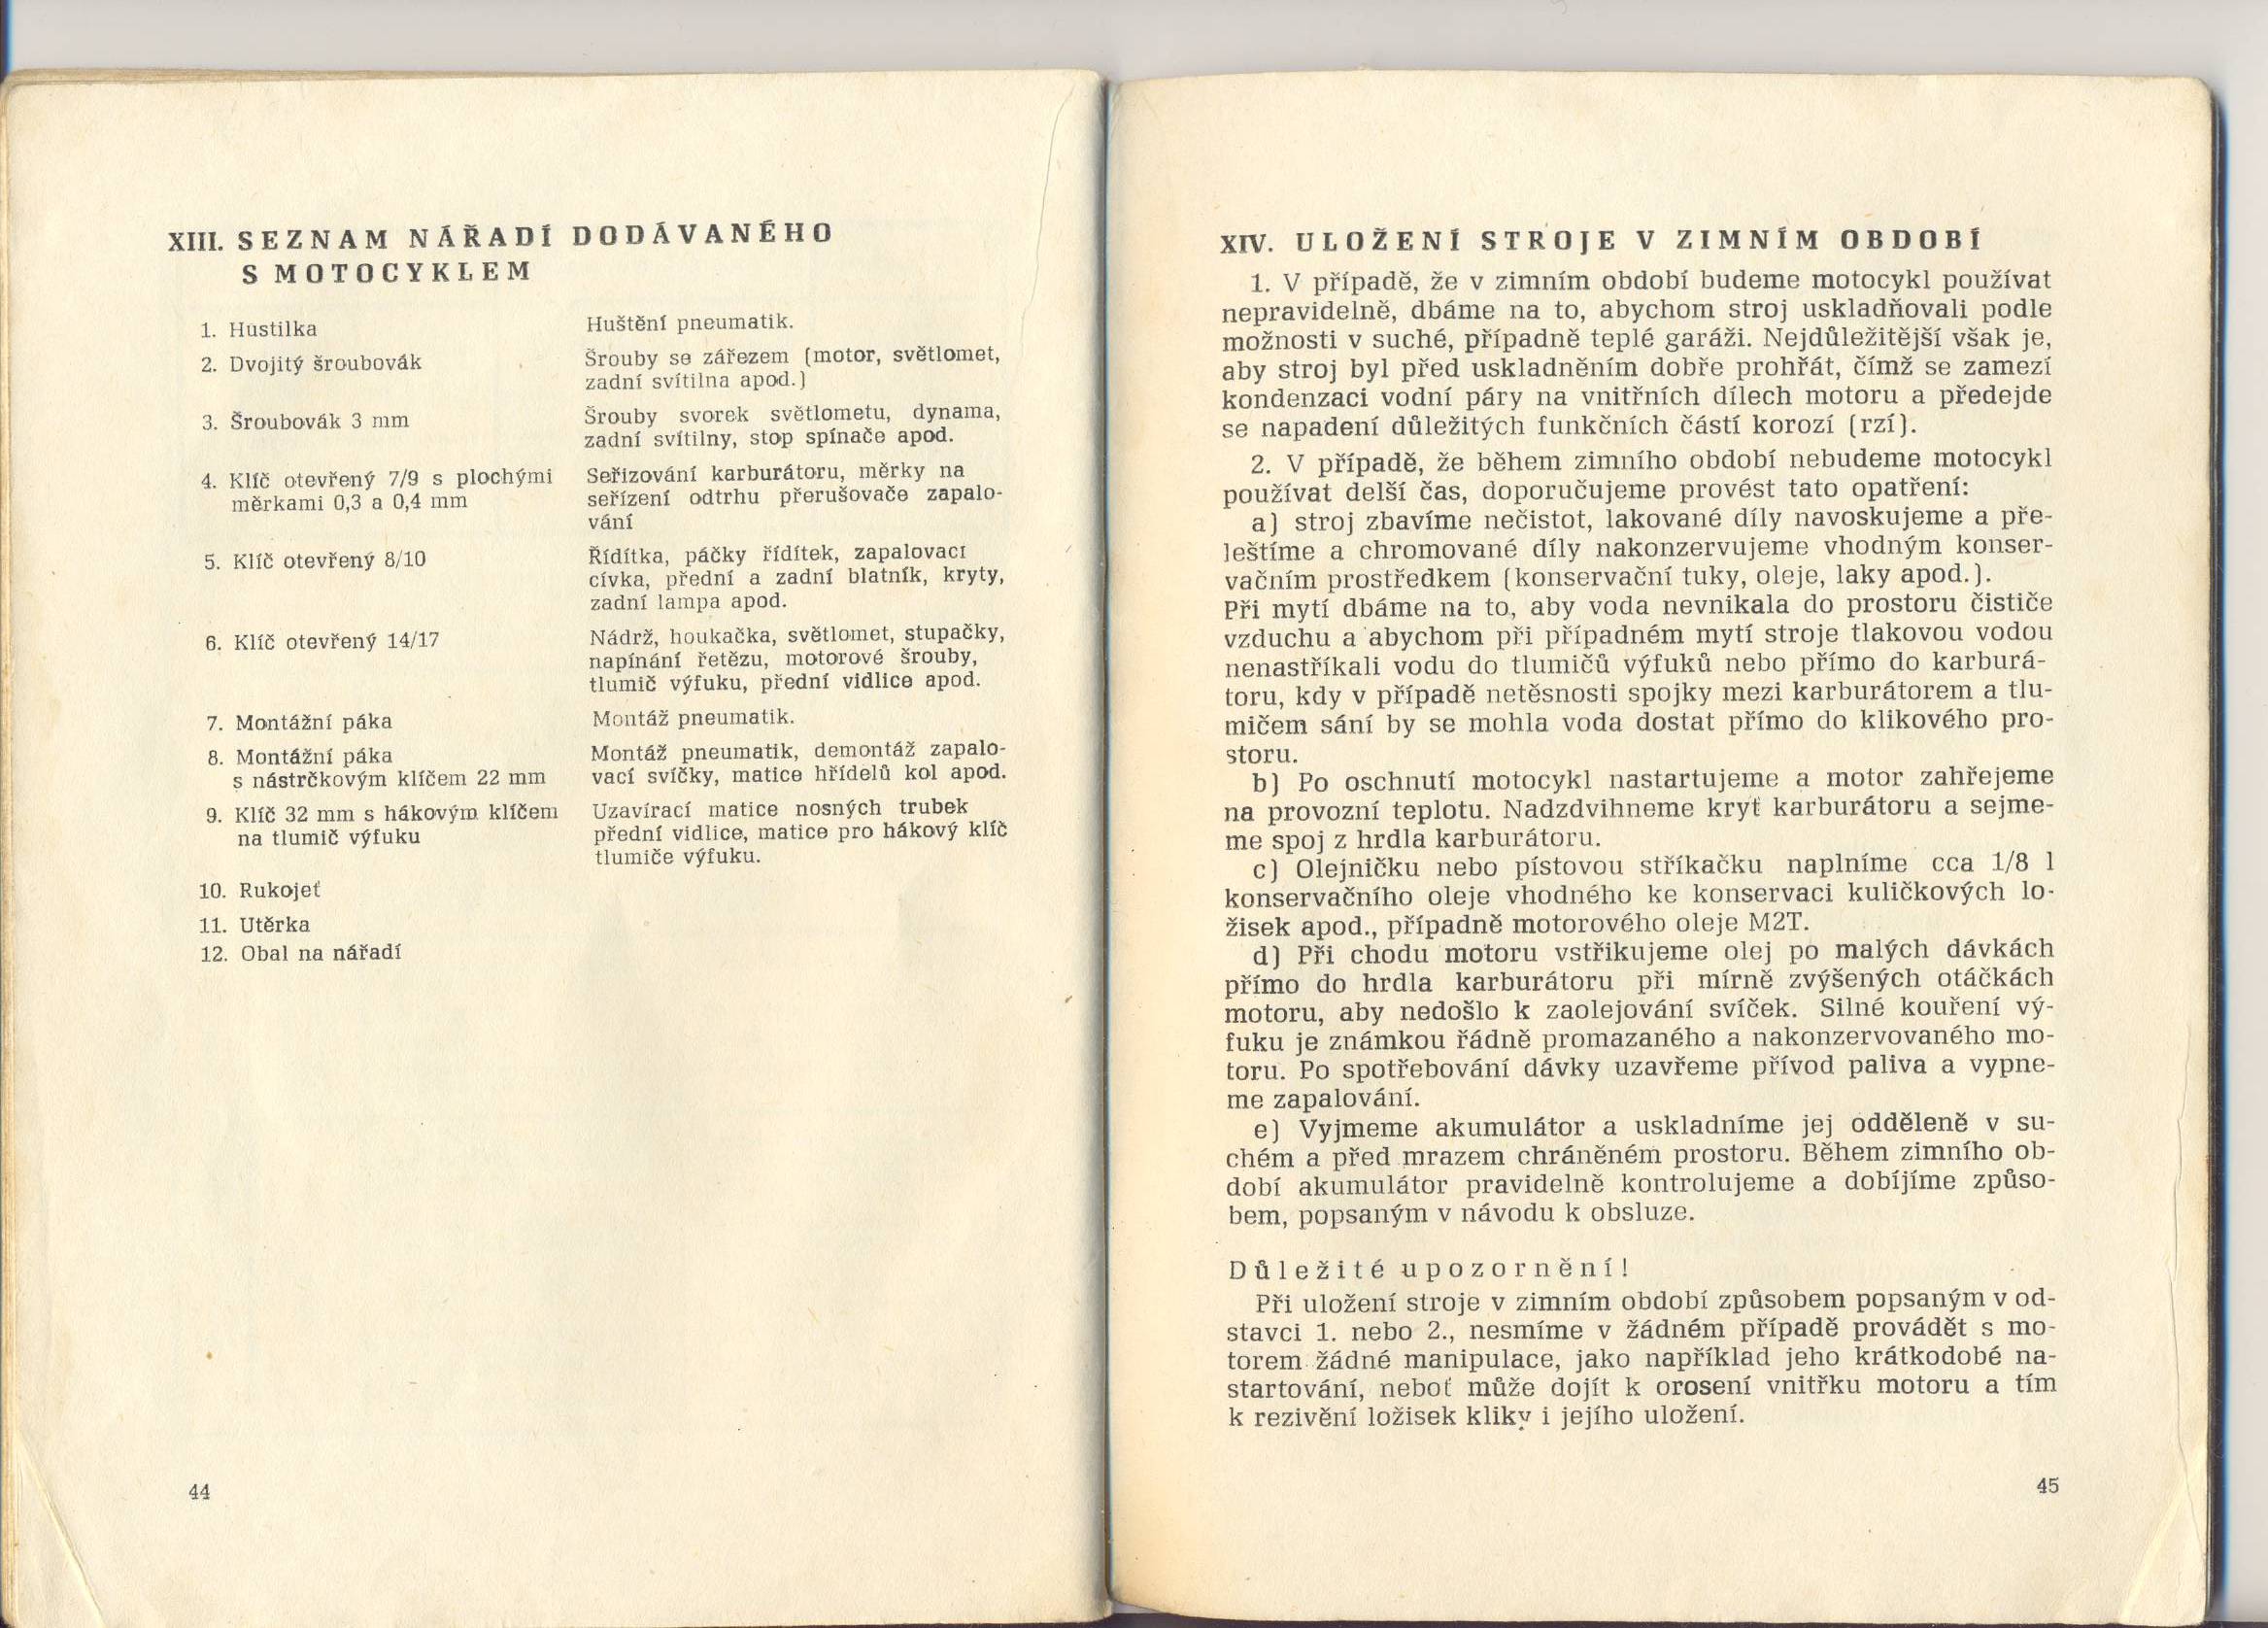 XIII. SEZNAM NÁŘADÍ DODÁVANÉHO
S MOTOCYKLEM
1. Hustilka
Huštění pneumatik.
2. Dvojitý šroubovák
Šrouby se zářezem (motor, světlomet,
zadní svítilna apod.)
3. Šroubovák 3 mm
Šrouby svorek světlometu, dynama,
zadní svítilny, stop spínače apod.
4. Klíč otevřený 7/9 s plochými
měrkami 0,3 a 0,4 mm
Seřizování karburátoru, měrky na
seřízení odtrhu přerušovače zapalo-
vání
5. Klíč otevřený 8/10
Řídítka, páčky řídítek, zapalovací
cívka, přední a zadní blatník, kryty,
zadní lampa apod.
6. Klíč otevřený 14/17
Nádrž, houkačka, světlomet, stupačky,
napínání řetězu, motorové šrouby,
tlumič výfuku, přední vidlice apod.
7. Montážní páka
Montáž pneumatik.
8. Montážní páka
s nástrčkovým klíčem 22 mm
Montáž pneumatik, demontáž zapalo-
vací svíčky, matice hřídelů kol apod.
9. Klíč 32 mm s hákovým klíčem
na tlumič výfuku
Uzavírací matice nosných trubek
přední vidlice, matice pro hákový klíč
tlumiče výfuku.
10. Rukojeť
11. Utěrka
12. Obal na nářadí
44
XIV. ULOŽENÍ STROJE V ZIMNÍM OBDOBÍ
1. V případě, že v zimním období budeme motocykl používat
nepravidelně, dbáme na to, abychom stroj uskladňovali podle
možnosti v suché, případně teplé garáži. Nejdůležitější však je,
aby stroj byl před uskladněním dobře prohřát, čímž se zamezí
kondenzaci vodní páry na vnitřních dílech motoru a předejde
se napadení důležitých funkčních částí korozí (rzí).
2. V případě, že během zimního období nebudeme motocykl
používat delší čas, doporučujeme provést tato opatření:
a) stroj zbavíme nečistot, lakované díly navoskujeme a pře-
leštíme a chromované díly nakonzervujeme vhodným konser-
vačním prostředkem (konservační tuky, oleje, laky apod.).
Při mytí dbáme na to, aby voda nevnikala do prostoru čističe
vzduchu a abychom při případném mytí stroje tlakovou vodou
nenastříkali vodu do tlumičů výfuků nebo přímo do karburá-
toru, kdy v případě netěsnosti spojky mezi karburátorem a tlu-
mičem sání by se mohla voda dostat přímo do klikového pro-
storu.
b) Po oschnutí motocykl nastartujeme a motor zahřejeme
na provozní teplotu. Nadzdvihneme kryť karburátoru a sejme-
me spoj z hrdla karburátoru.
c) Olejničku nebo pístovou stříkačku naplníme cca 1/8 l
konservačního oleje vhodného ke konservaci kuličkových lo-
žisek apod., případně motorového oleje M2T.
d) Při chodu motoru vstřikujeme olej po malých dávkách
přímo do hrdla karburátoru při mírně zvýšených otáčkách
motoru, aby nedošlo k zaolejování svíček. Silné kouření vý-
fuku je známkou řádně promazaného a nakonzervovaného mo-
toru. Po spotřebování dávky uzavřeme přívod paliva a vypne-
me zapalování.
e) Vyjmeme akumulátor a uskladníme jej odděleně v su-
chém a před mrazem chráněném prostoru. Během zimního ob-
dobí akumulátor pravidelně kontrolujeme a dobíjíme způso-
bem, popsaným v návodu k obsluze.
Důležité upozornění!
Při uložení stroje v zimním období způsobem popsaným v od-
stavci 1. nebo 2., nesmíme v žádném případě provádět s mo-
torem žádné manipulace, jako například jeho krátkodobé na-
startování, neboť může dojít k orosení vnitřku motoru a tím
k rezivění ložisek kliky i jejího uložení.
45